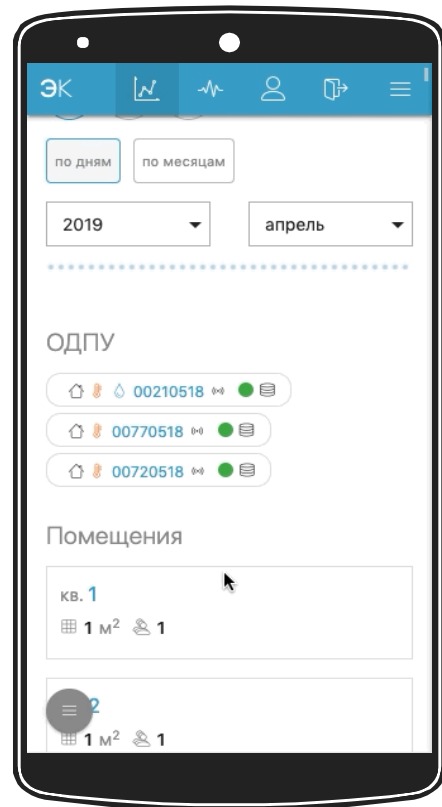 ЭК
по дням по месяцам
2019 апрель
ОДПУ
00210518
00770518
00720518
Помещения
кв. 1
1 м² 1
2
1 м² 1